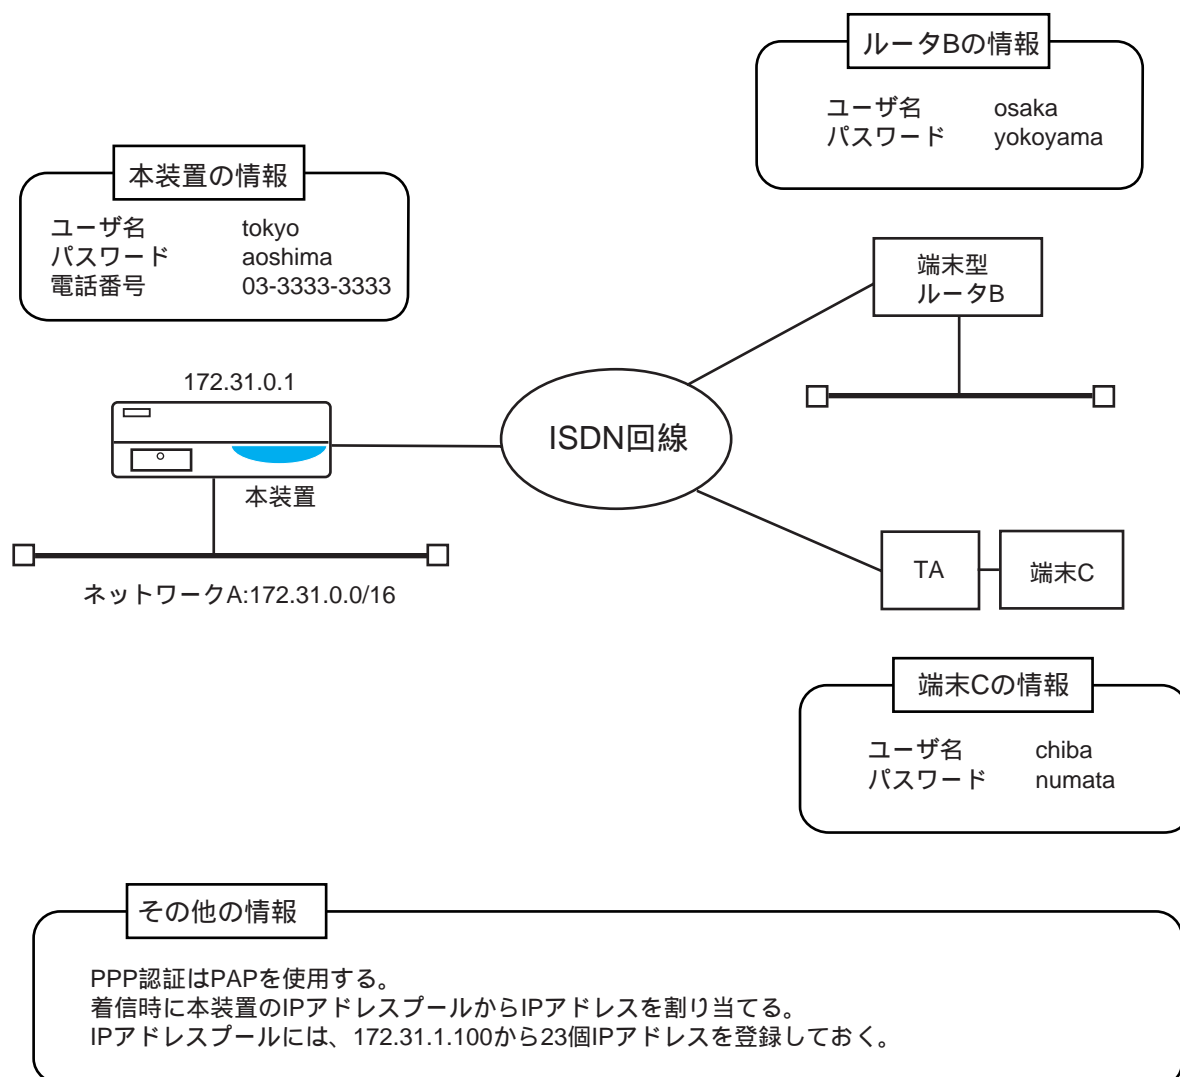 ルータBの情報
ユーザ名 osaka
パスワード yokoyama
本装置の情報
ユーザ名 tokyo
パスワード aoshima
電話番号 03-3333-3333
端末型
ルータB
172.31.0.1
ISDN回線
本装置
ネットワークA:172.31.0.0/16
TA
端末C
端末Cの情報
ユーザ名 chiba
パスワード numata
その他の情報
PPP認証はPAPを使用する。
着信時に本装置のIPアドレスプールからIPアドレスを割り当てる。
IPアドレスプールには、172.31.1.100から23個IPアドレスを登録しておく。